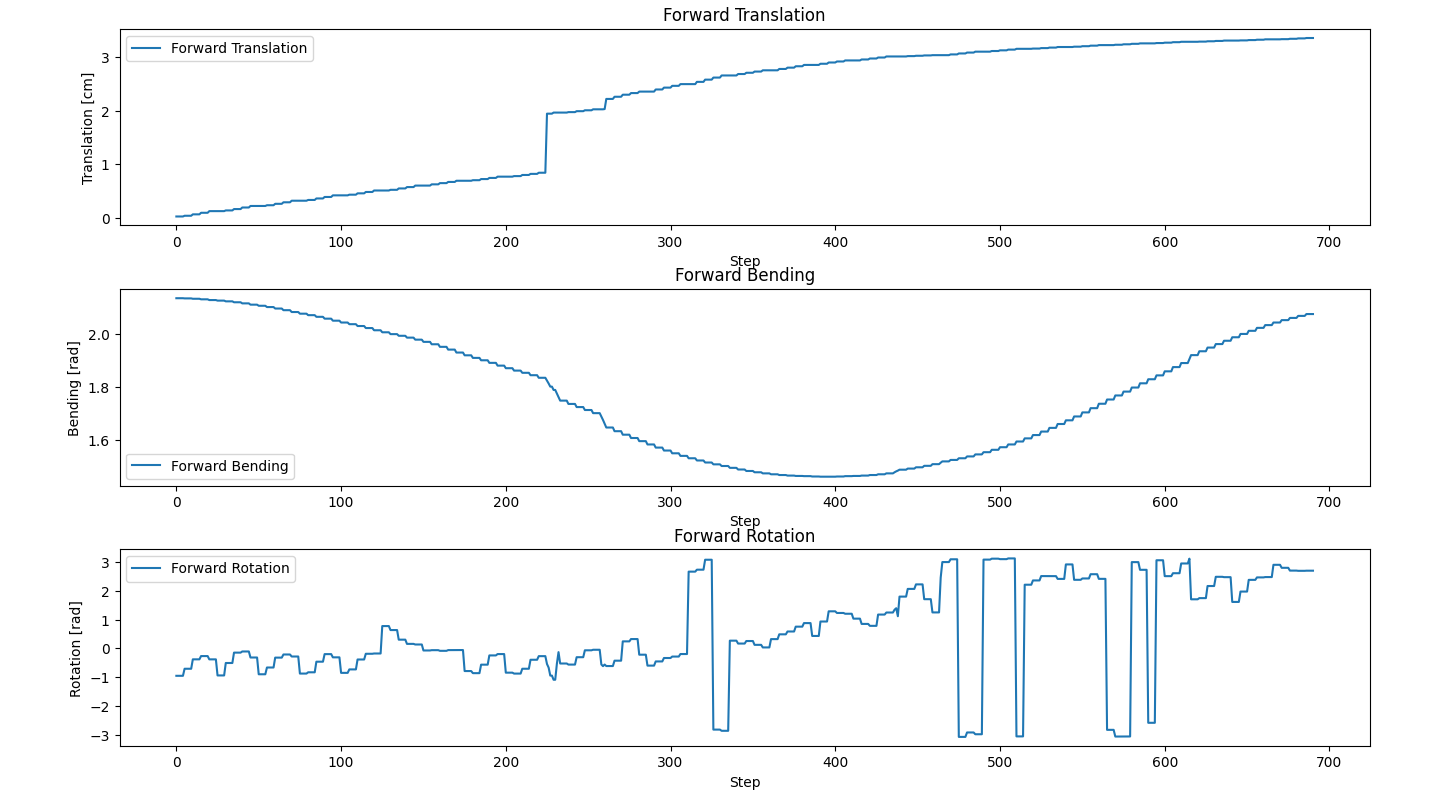 Forward Translation
Forward Translation
Translation [cm]
3
2
1
0
0 100 200 300 400 500 600 700
Step
Forward Bending
Bending [rad]
2.0
1.8
1.6
Forward Bending
0 100 200 300 400 500 600 700
Step
Forward Rotation
Forward Rotation
Rotation [rad]
3
2
1
0
−1
−2
−3
0 100 200 300 400 500 600 700
Step